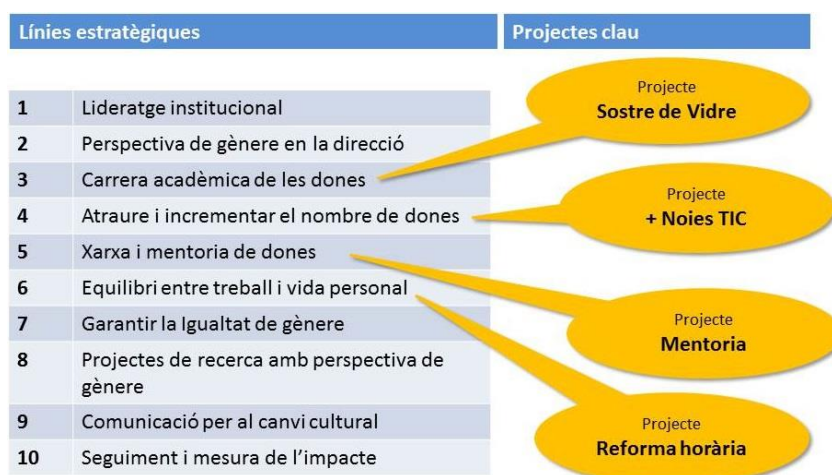 Línies estratègiques
Projectes clau
1 Lideratge institucional
2 Perspectiva de gènere en la direcció
3 Carrera acadèmica de les dones
4 Atraure i incrementar el nombre de dones
5 Xarxa i mentoria de dones
6 Equilibri entre treball i vida personal
7 Garantir la Igualtat de gènere
8 Projectes de recerca amb perspectiva de
gènere
9 Comunicació per al canvi cultural
10 Seguiment i mesura de l’impacte
Projecte
Sostre de Vidre
Projecte
+ Noies TIC
Projecte
Mentoria
Projecte
Reforma horària